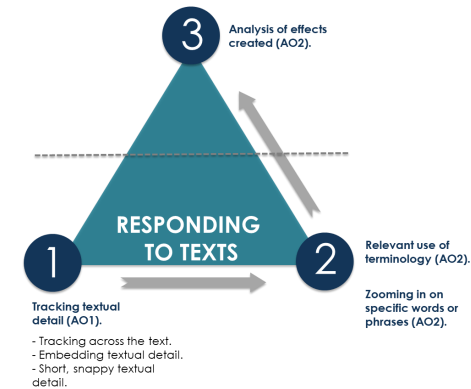 3
Analysis of effects
created (AO2).
RESPONDING
TO TEXTS
1
2
Relevant use of
terminology (AO2).
Zooming in on
specific words or
phrases (AO2).
Tracking textual
detail (AO1).
- Tracking across the text.
- Embedding textual detail.
- Short, snappy textual
detail.